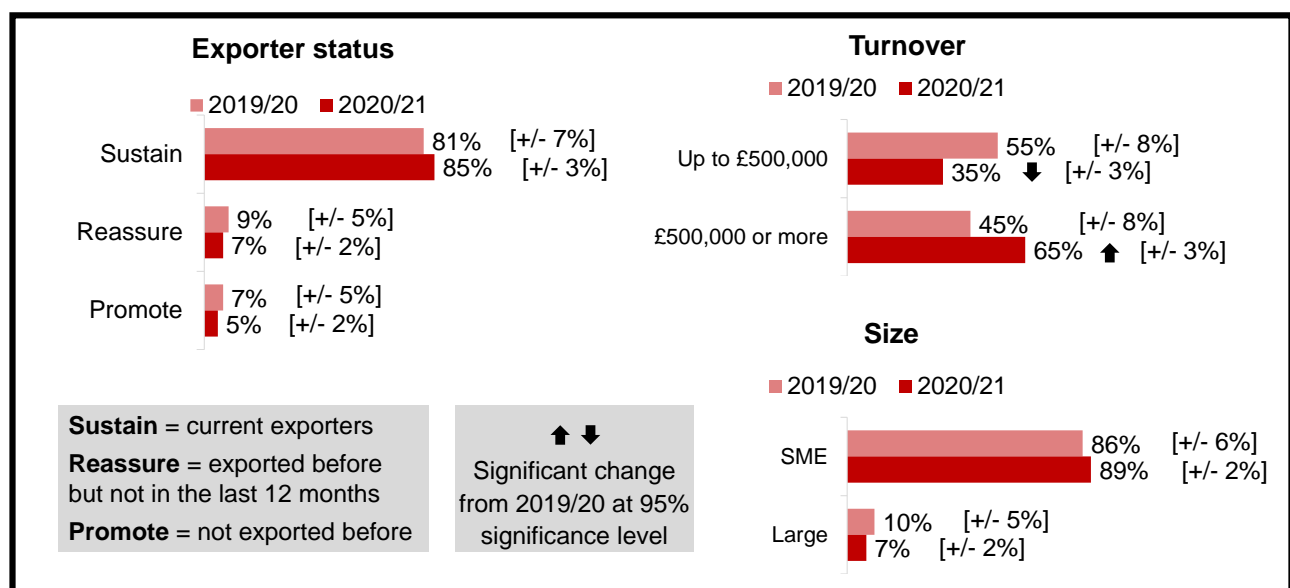 Exporter status
2019/20 2020/21
Sustain
81% [+/- 7%]
85% [+/- 3%]
Reassure
9% [+/- 5%]
7% [+/- 2%]
Promote
7% [+/- 5%]
5% [+/- 2%]
Sustain = current exporters
Reassure = exported before
but not in the last 12 months
Promote = not exported before
Significant change
from 2019/20 at 95%
significance level
Turnover
2019/20 2020/21
Up to £500,000
55% [+/- 8%]
35% [+/- 3%]
£500,000 or more
45% [+/- 8%]
65% [+/- 3%]
Size
2019/20 2020/21
SME
86% [+/- 6%]
89% [+/- 2%]
Large
10% [+/- 5%]
7% [+/- 2%]